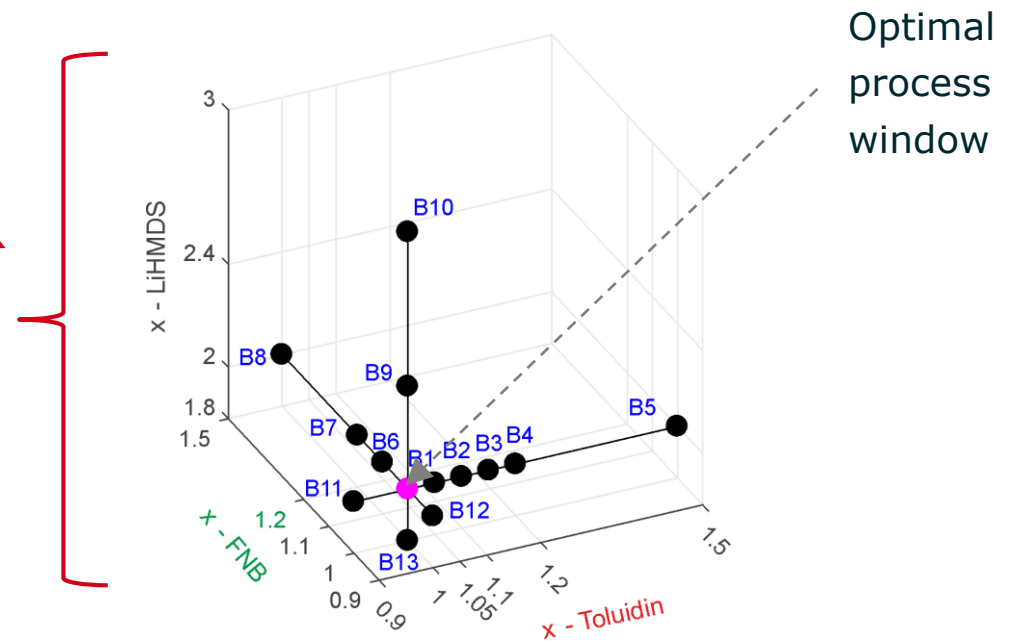 Optimal
process
window
3
2.4
2
1.8
x - LiHMDS
1.5
1.2
1.1
1
0.9
x - FNB
0.9
1
1.05
1.1
1.2
1.5
x - Toluidin
B10
B8
B9
B5
B7
B6
B1
B2
B3
B4
B11
B12
B13